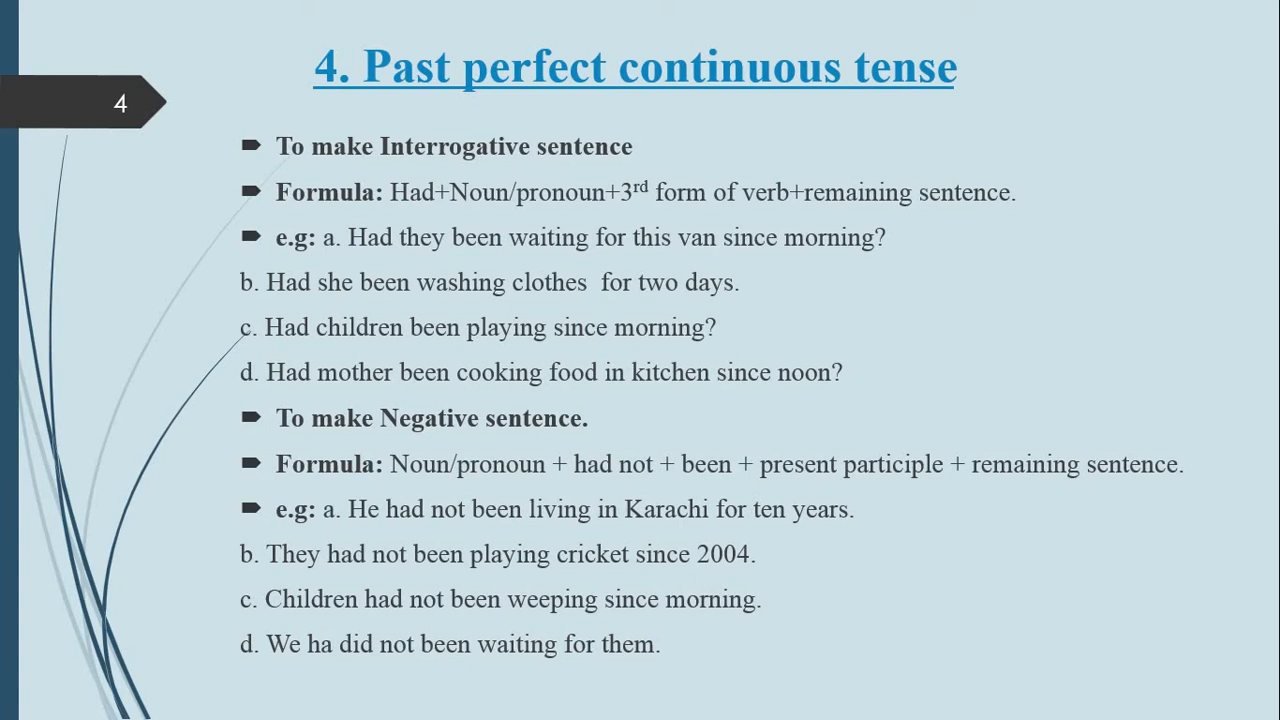 4. Past perfect continuous tense
4
To make Interrogative sentence
Formula: Had+Noun/pronoun+3rd form of verb+remaining sentence.
e.g: a. Had they been waiting for this van since morning?
b. Had she been washing clothes  for two days.
c. Had children been playing since morning?
d. Had mother been cooking food in kitchen since noon?
To make Negative sentence.
Formula: Noun/pronoun + had not + been + present participle + remaining sentence.
e.g: a. He had not been living in Karachi for ten years.
b. They had not been playing cricket since 2004.
c. Children had not been weeping since morning.
d. We ha did not been waiting for them.